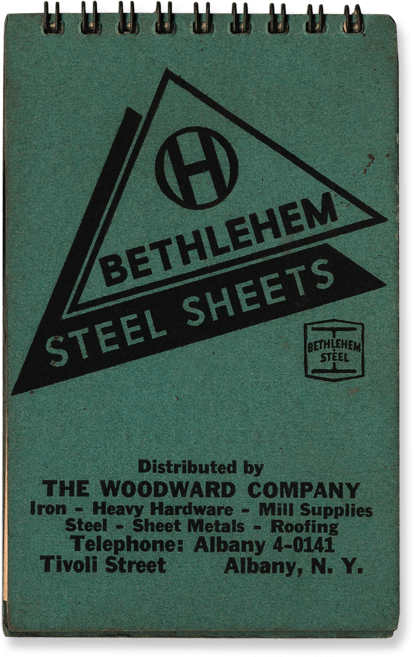 H
BETHLEHEM
STEEL SHEETS
BETHLEHEM
STEEL
Distributed by
THE WOODWARD COMPANY
Iron - Heavy Hardware - Mill Supplies
Steel - Sheet Metals - Roofing
Telephone: Albany 4-0141
Tivoli Street Albany, N. Y.